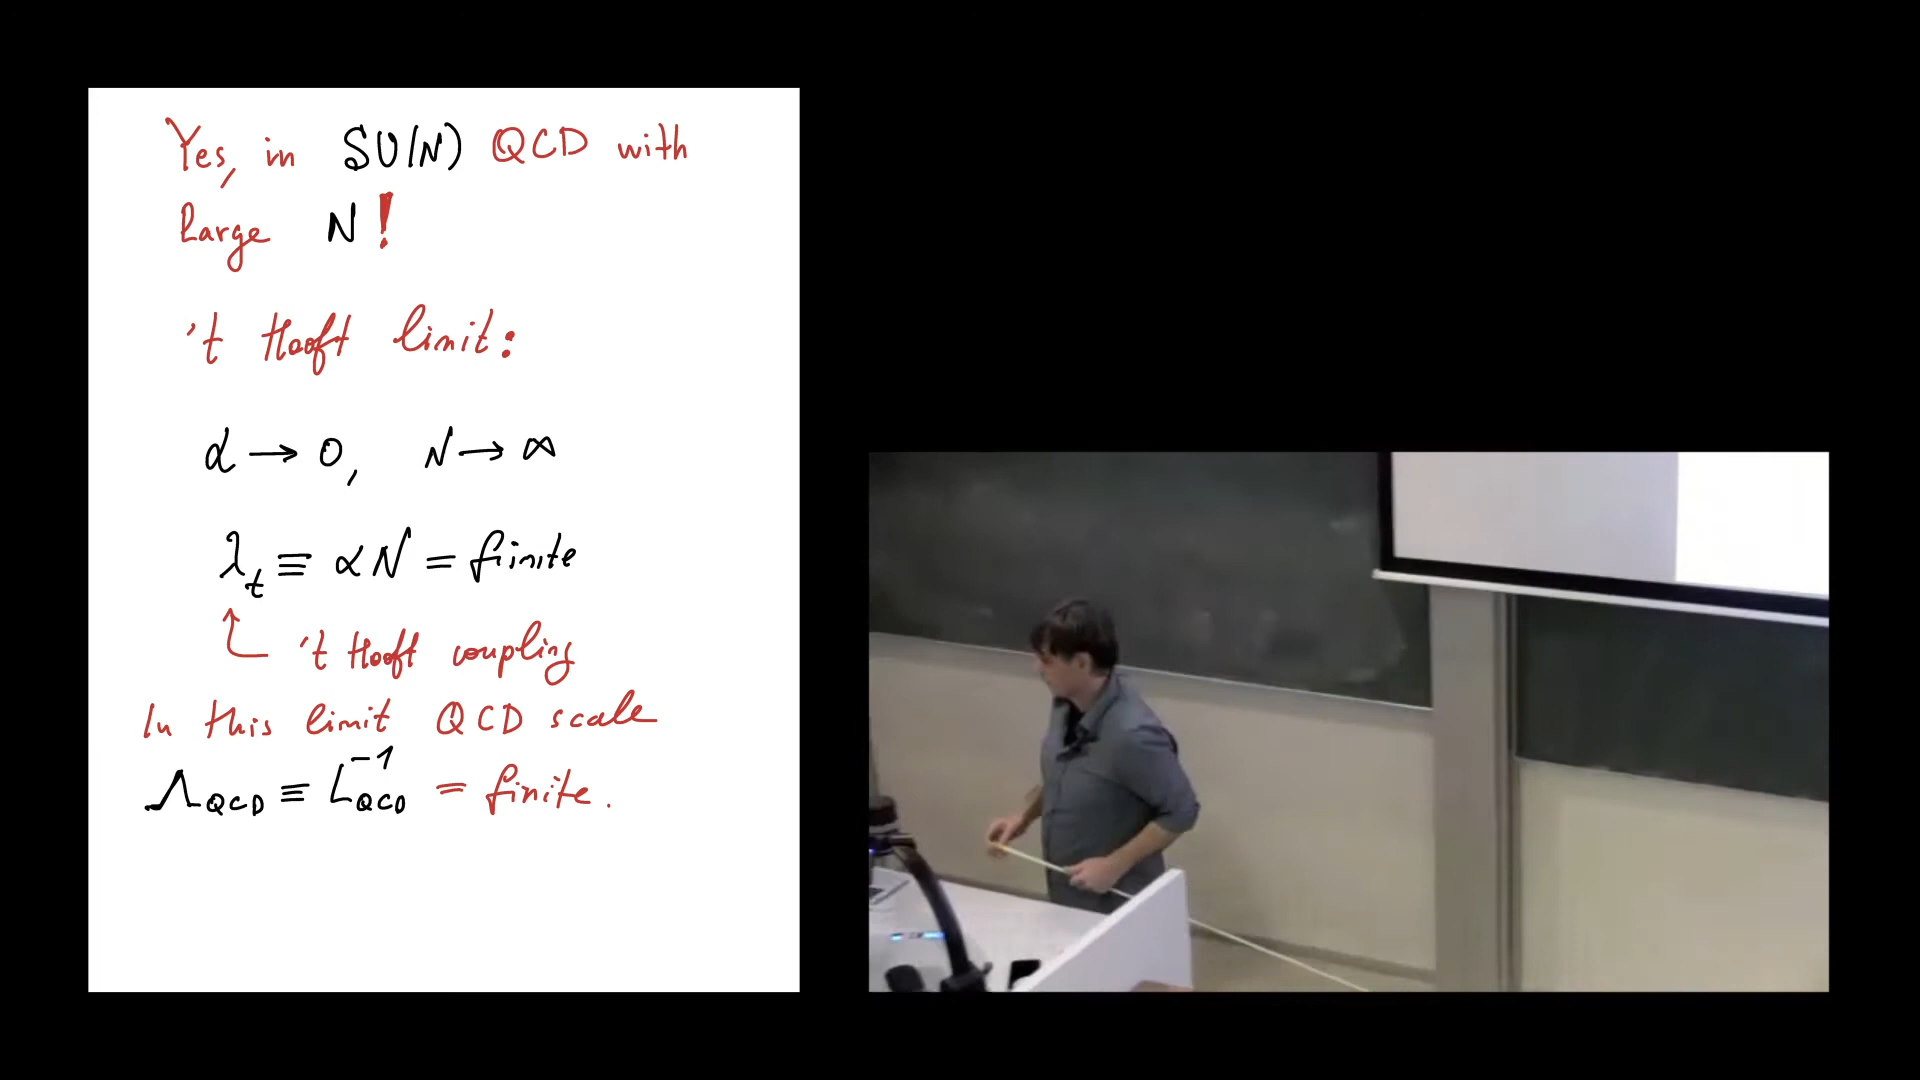 Yes, in SU(N) QCD with
large N!
't Hooft limit:
α → 0, N → ∞
λ_t ≡ αN = finite
't Hooft coupling
In this limit QCD scale
Λ_QCD ≡ L_QCD^-1 = finite.